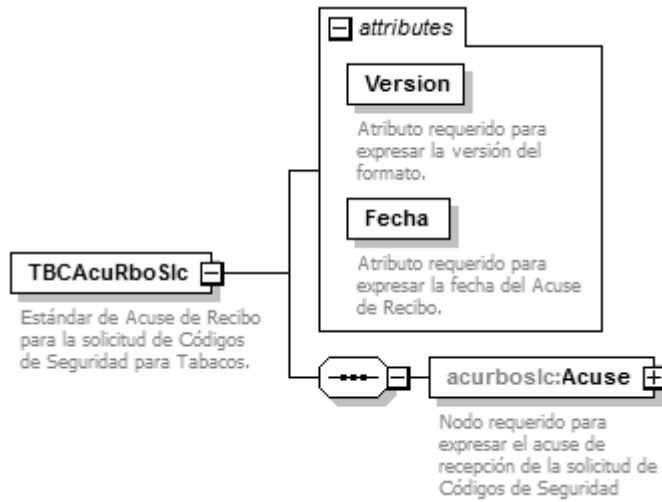 attributes
Version
Atributo requerido para
expresar la versión del
formato.
Fecha
Atributo requerido para
expresar la fecha del Acuse
de Recibo.
TBCAcuRboSlc
Estándar de Acuse de Recibo
para la solicitud de Códigos
de Seguridad para Tabacos.
acurboslc:Acuse
Nodo requerido para
expresar el acuse de
recepción de la solicitud de
Códigos de Seguridad